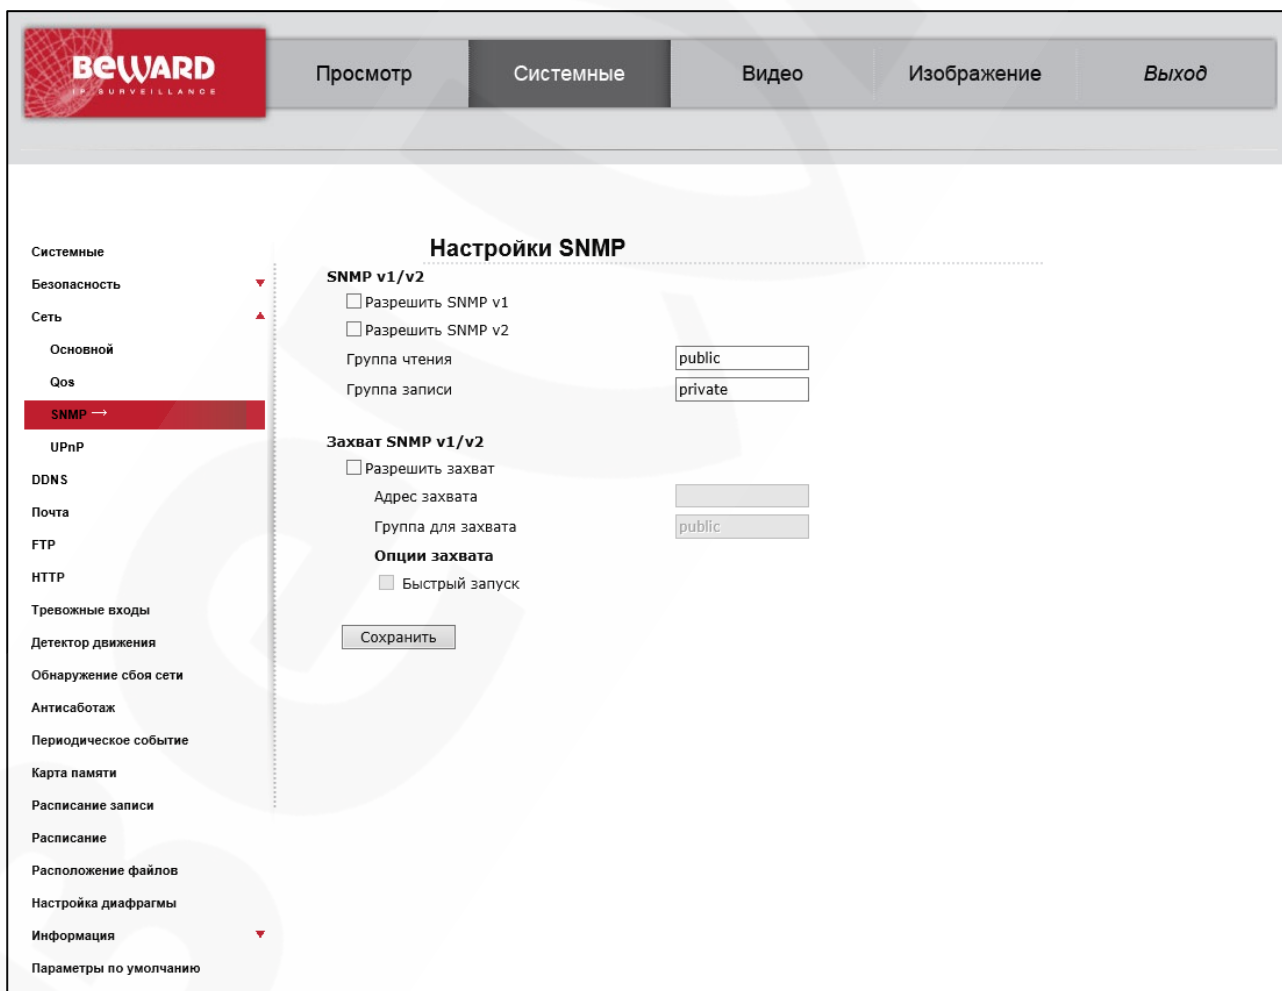 BEWARD
IP SURVEILLANCE
Просмотр
Системные
Видео
Изображение
Выход
Системные
Безопасность
Сеть
Основной
Qos
SNMP →
UPnP
DDNS
Почта
FTP
HTTP
Тревожные входы
Детектор движения
Обнаружение сбоя сети
Антисаботаж
Периодическое событие
Карта памяти
Расписание записи
Расписание
Расположение файлов
Настройка диафрагмы
Информация
Параметры по умолчанию
Настройки SNMP
SNMP v1/v2
Разрешить SNMP v1
Разрешить SNMP v2
Группа чтения public
Группа записи private
Захват SNMP v1/v2
Разрешить захват
Адрес захвата
Группа для захвата public
Опции захвата
Быстрый запуск
Сохранить